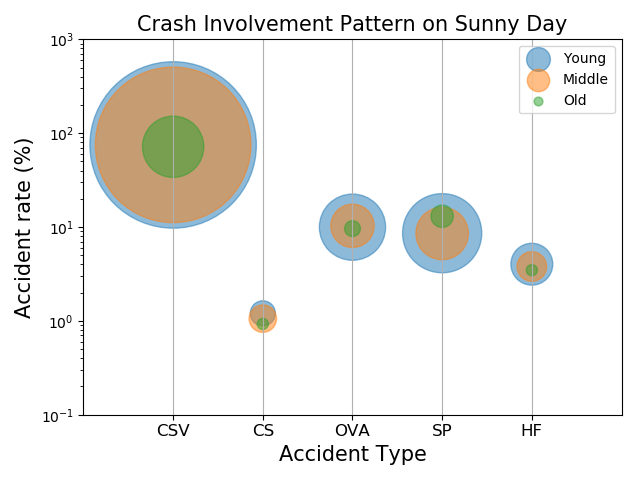 Crash Involvement Pattern on Sunny Day
Young
Middle
Old
Accident rate (%)
10³
10²
10¹
10⁰
10⁻¹
CSV CS OVA SP HF
Accident Type